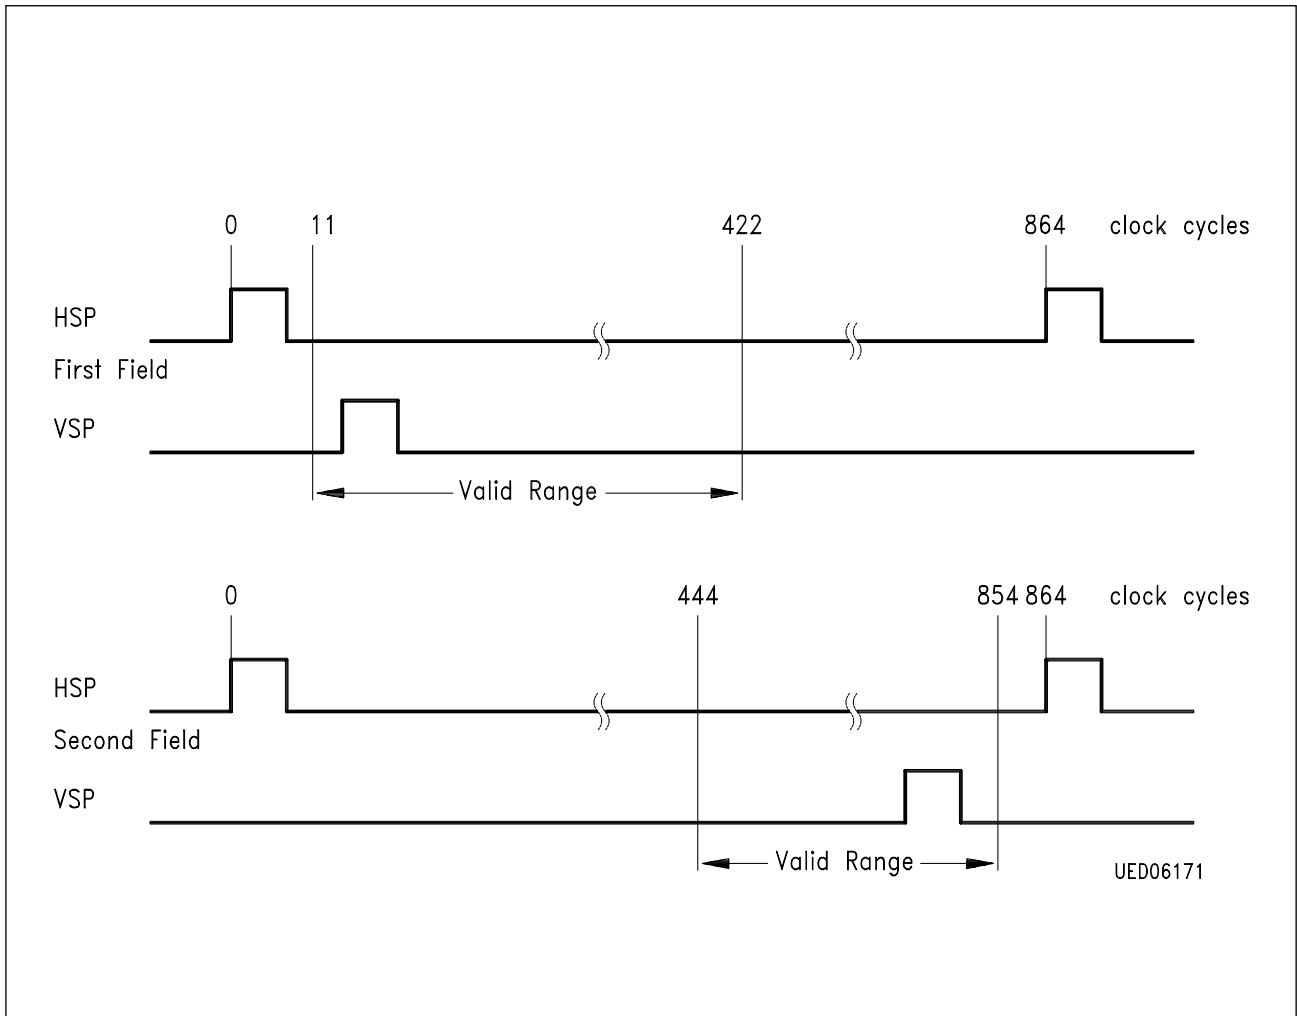 0 11 422 864 clock cycles
HSP
First Field
VSP
Valid Range
0 444 854 864 clock cycles
HSP
Second Field
VSP
Valid Range
UED06171